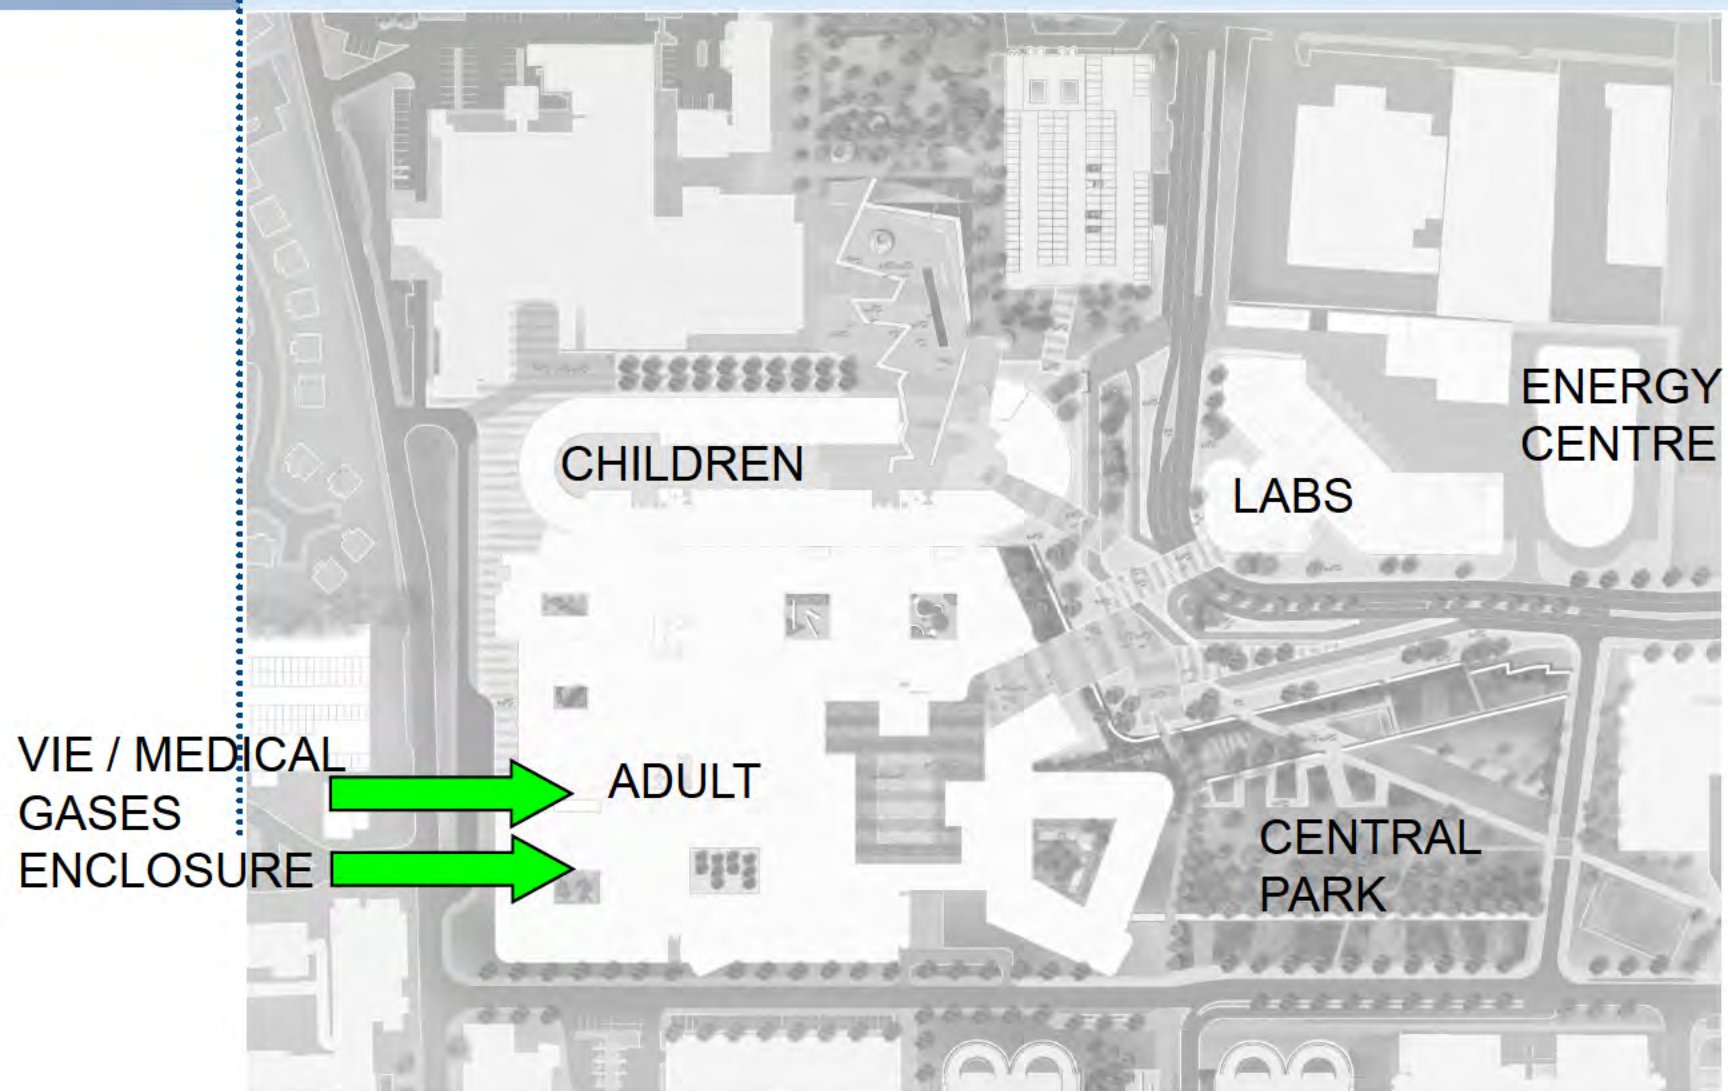 ENERGY
CENTRE
CHILDREN
LABS
VIE / MEDICAL
GASES
ENCLOSURE
ADULT
CENTRAL
PARK